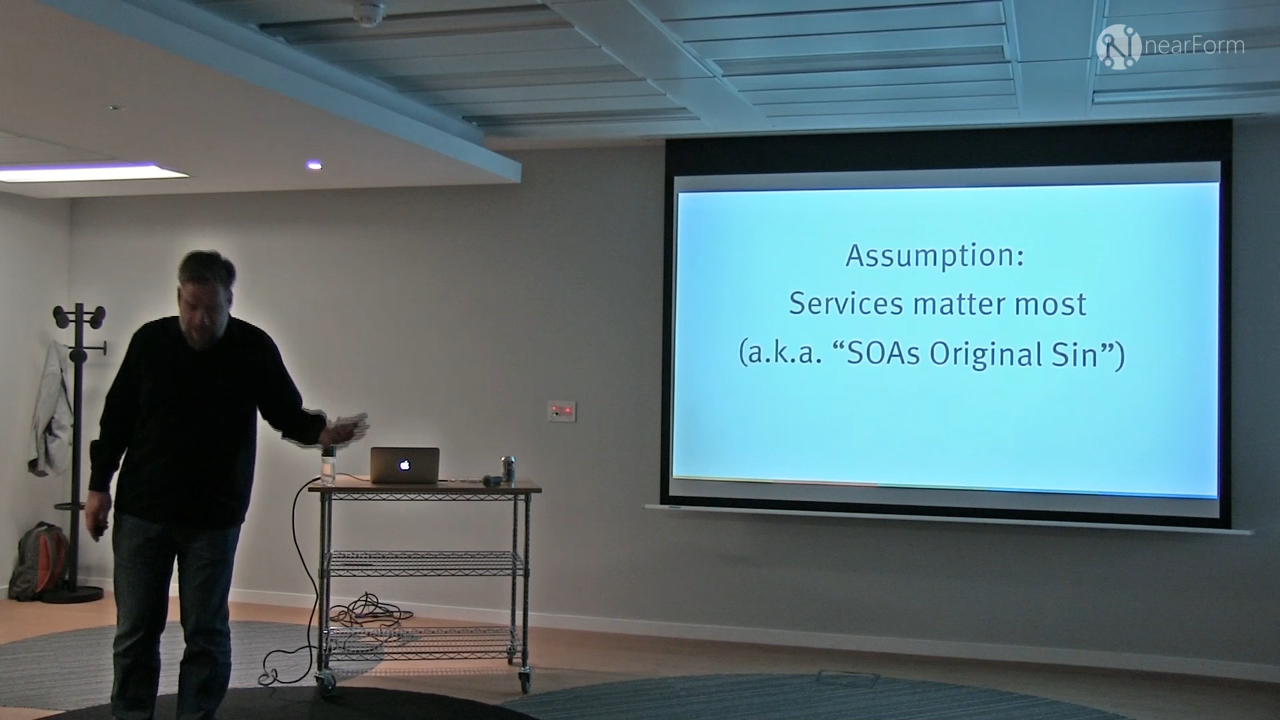 nearForm
Assumption:
Services matter most
(a.k.a. “SOAs Original Sin”)